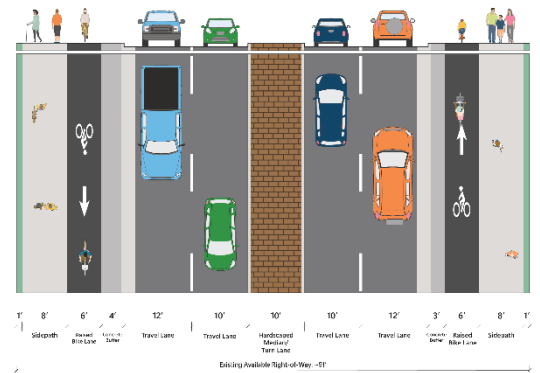 1' 8' 6' 4' 12' 10' 10' 10' 12' 3' 6' 8' 1'
Sidepath
Raised
Bike Lane
Concrete
Buffer
Travel Lane
Travel Lane
Hardscaped
Median/
Turn Lane
Travel Lane
Travel Lane
Concrete
Buffer
Raised
Bike Lane
Sidepath
Existing Available Right-of-Way: ~91'